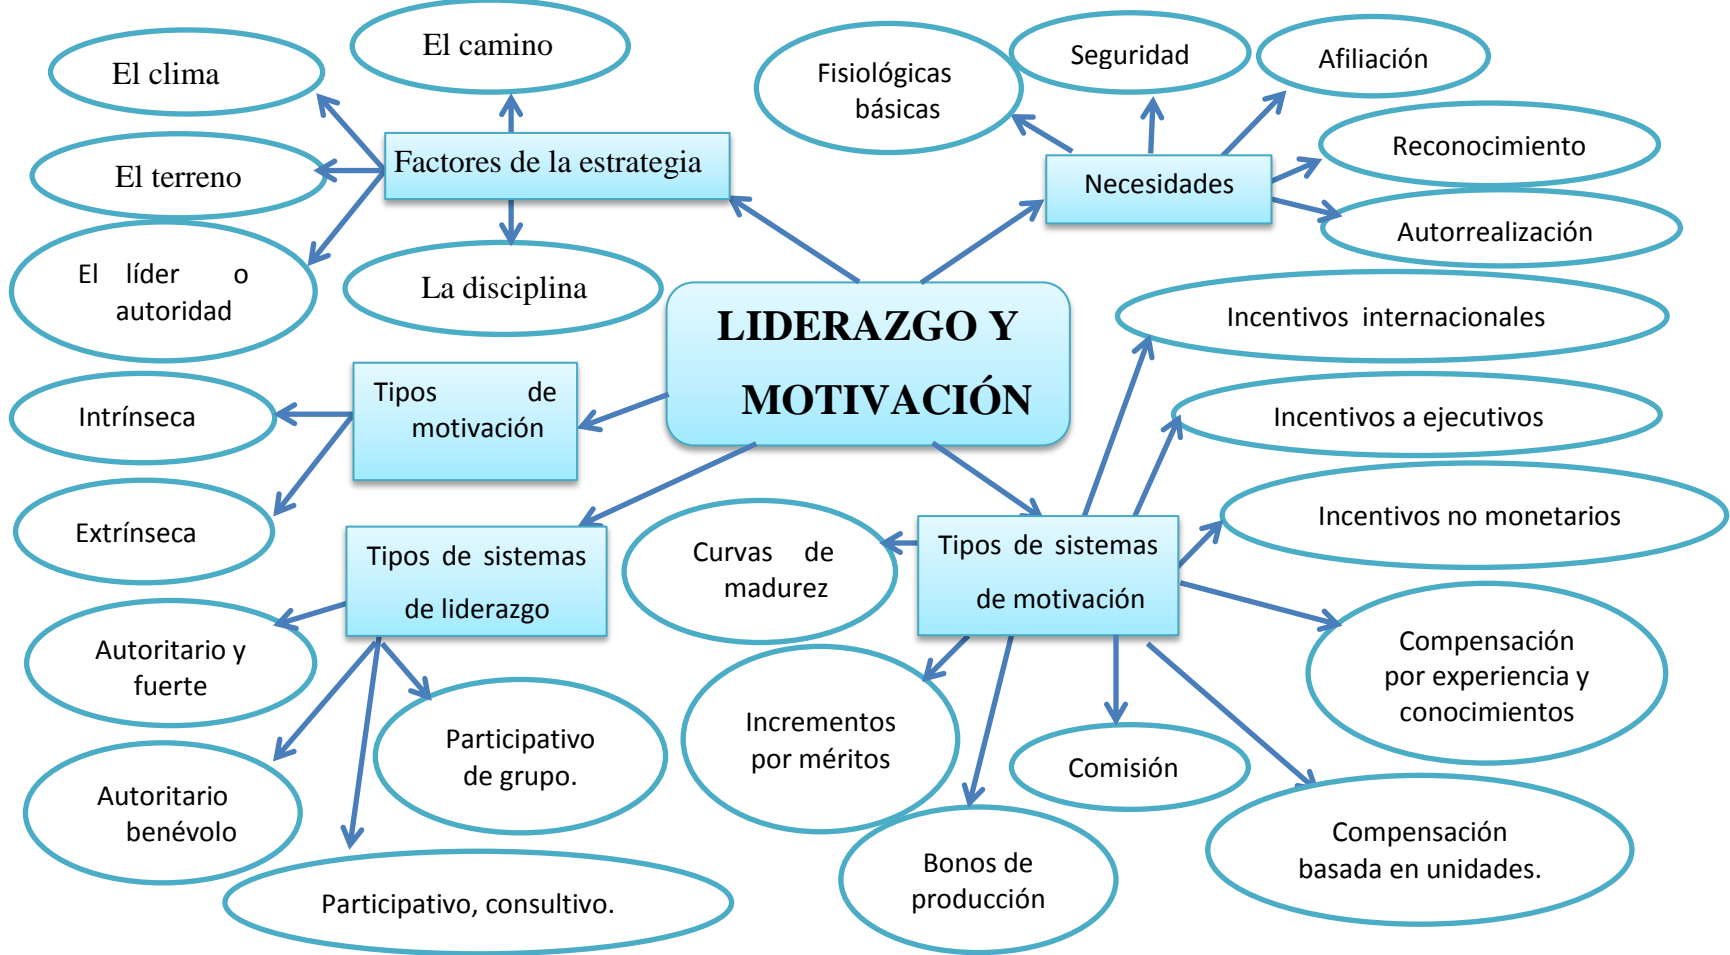 El camino
El clima
Factores de la estrategia
El terreno
El líder o
autoridad
La disciplina
Fisiológicas
básicas
Seguridad
Afiliación
Necesidades
Reconocimiento
Autorrealización
LIDERAZGO Y
MOTIVACIÓN
Tipos de
motivación
Intrínseca
Extrínseca
Tipos de sistemas
de liderazgo
Autoritario y
fuerte
Autoritario
benévolo
Participativo
de grupo.
Participativo, consultivo.
Tipos de sistemas
de motivación
Incentivos internacionales
Incentivos a ejecutivos
Incentivos no monetarios
Compensación
por experiencia y
conocimientos
Compensación
basada en unidades.
Comisión
Bonos de
producción
Incrementos
por méritos
Curvas de
madurez